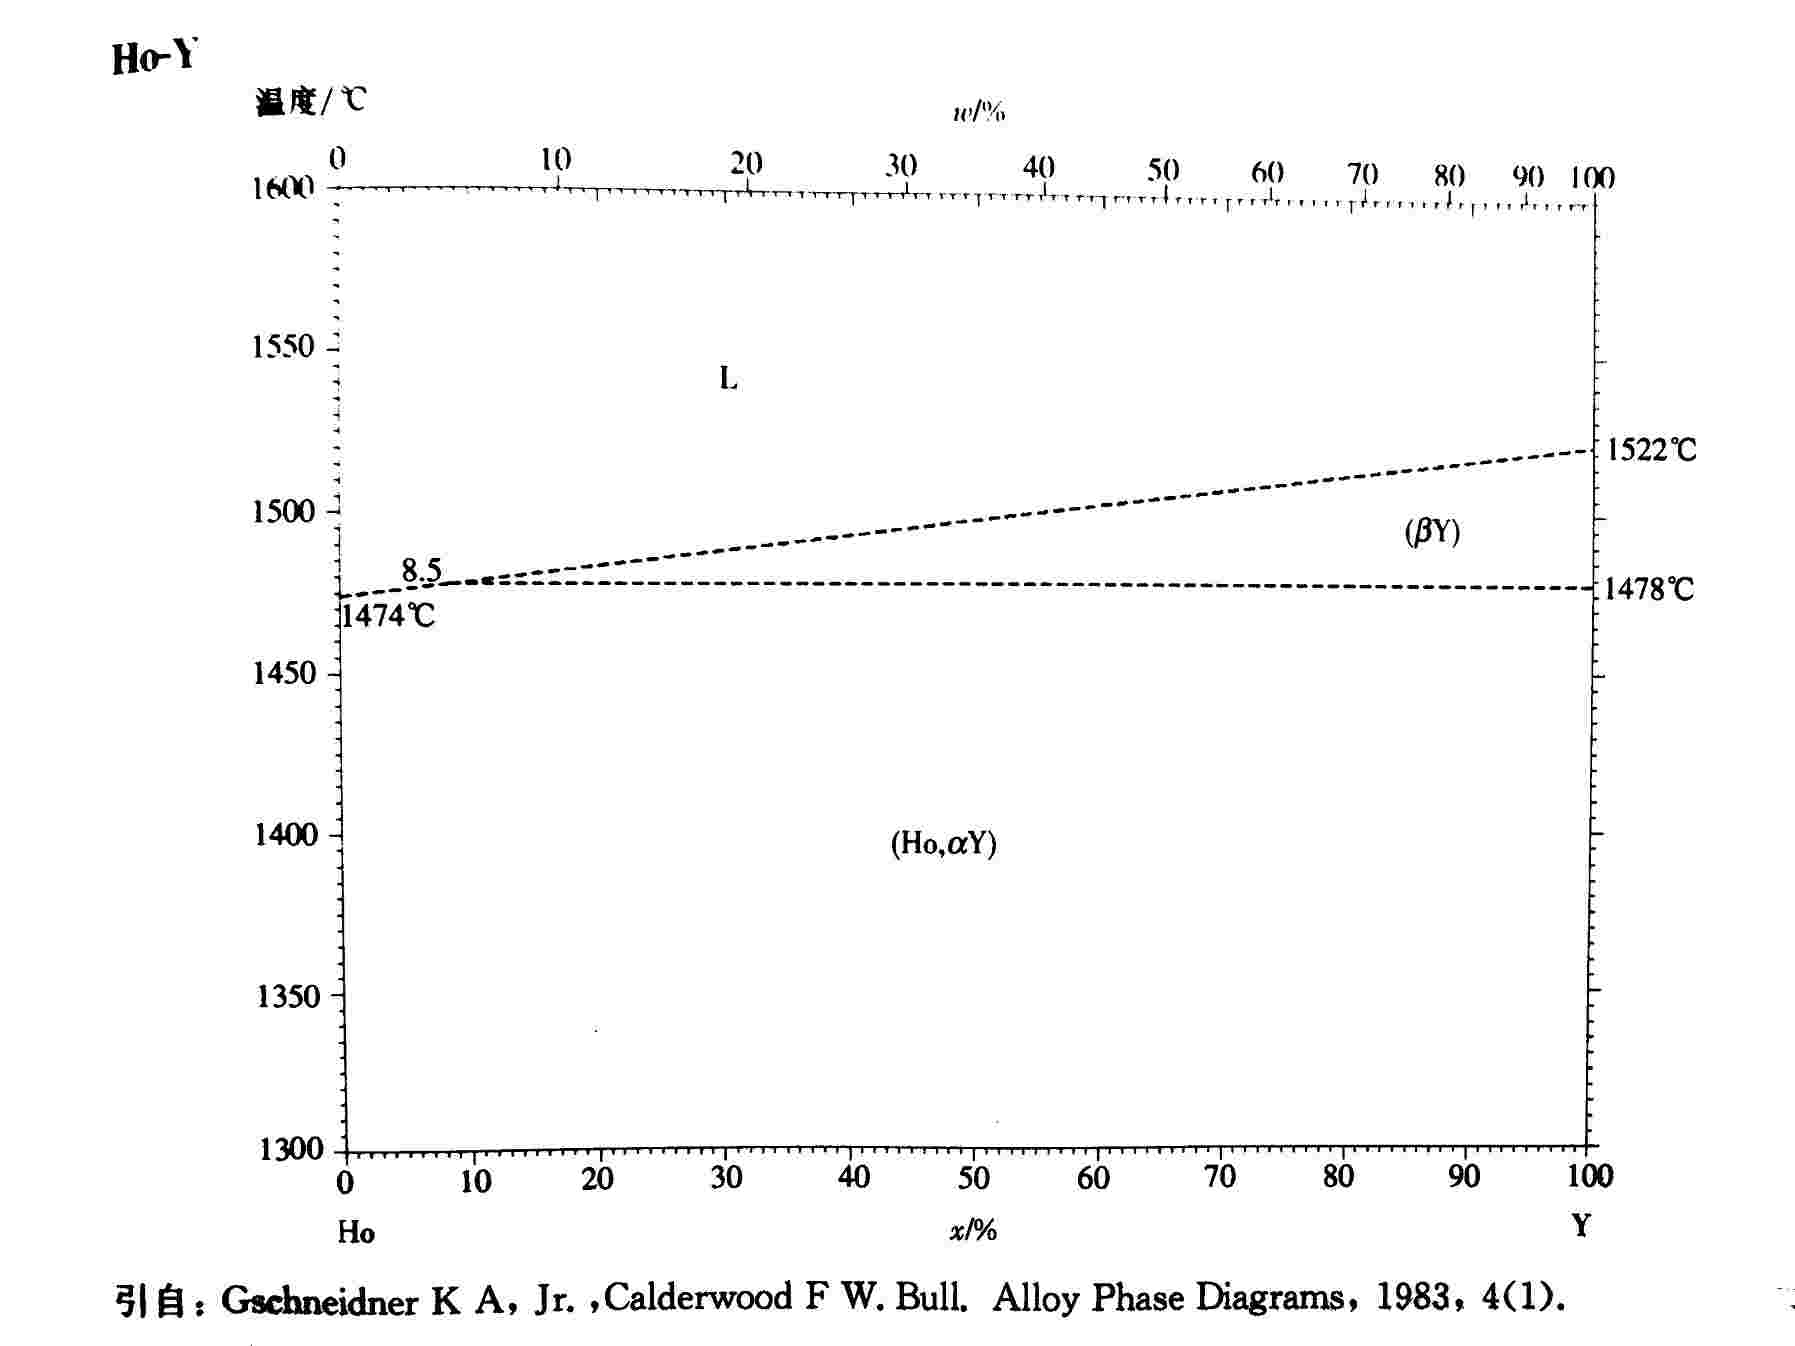 Ho-Y
温度/℃
w/%
0 10 20 30 40 50 60 70 80 90 100
1600
1550
L
1522℃
1500
(βY)
8.5
1478℃
1474℃
1450
1400
(Ho,αY)
1350
1300
0 10 20 30 40 50 60 70 80 90 100
Ho x/% Y
引自: Gschneidner K A, Jr. ,Calderwood F W. Bull. Alloy Phase Diagrams, 1983, 4(1).